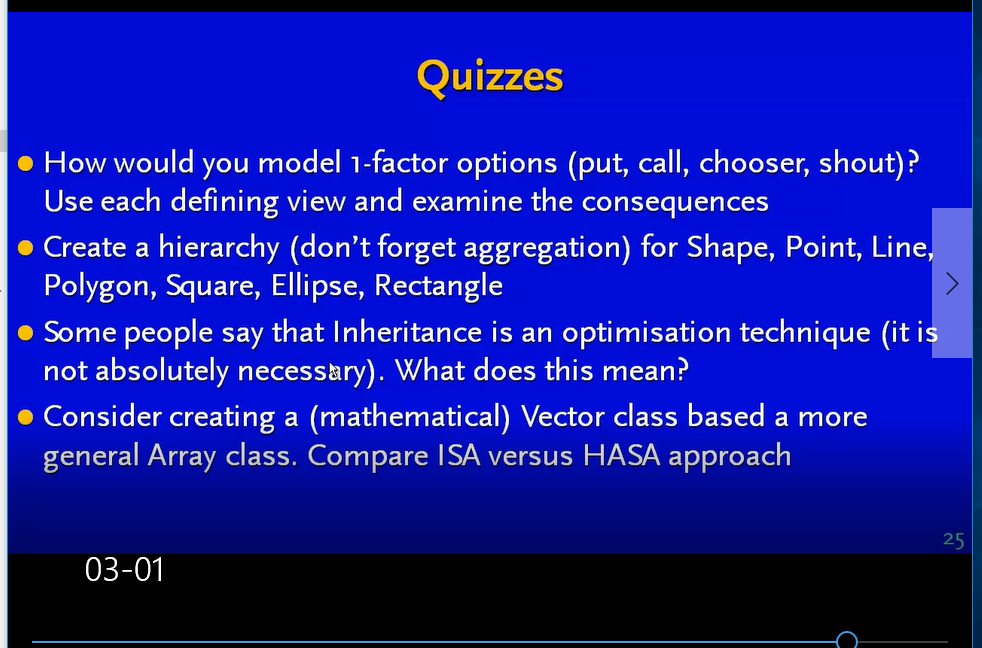 Quizzes
How would you model 1-factor options (put, call, chooser, shout)?
Use each defining view and examine the consequences
Create a hierarchy (don't forget aggregation) for Shape, Point, Line,
Polygon, Square, Ellipse, Rectangle
Some people say that Inheritance is an optimisation technique (it is
not absolutely necessary). What does this mean?
Consider creating a (mathematical) Vector class based a more
general Array class. Compare ISA versus HASA approach
25
03-01